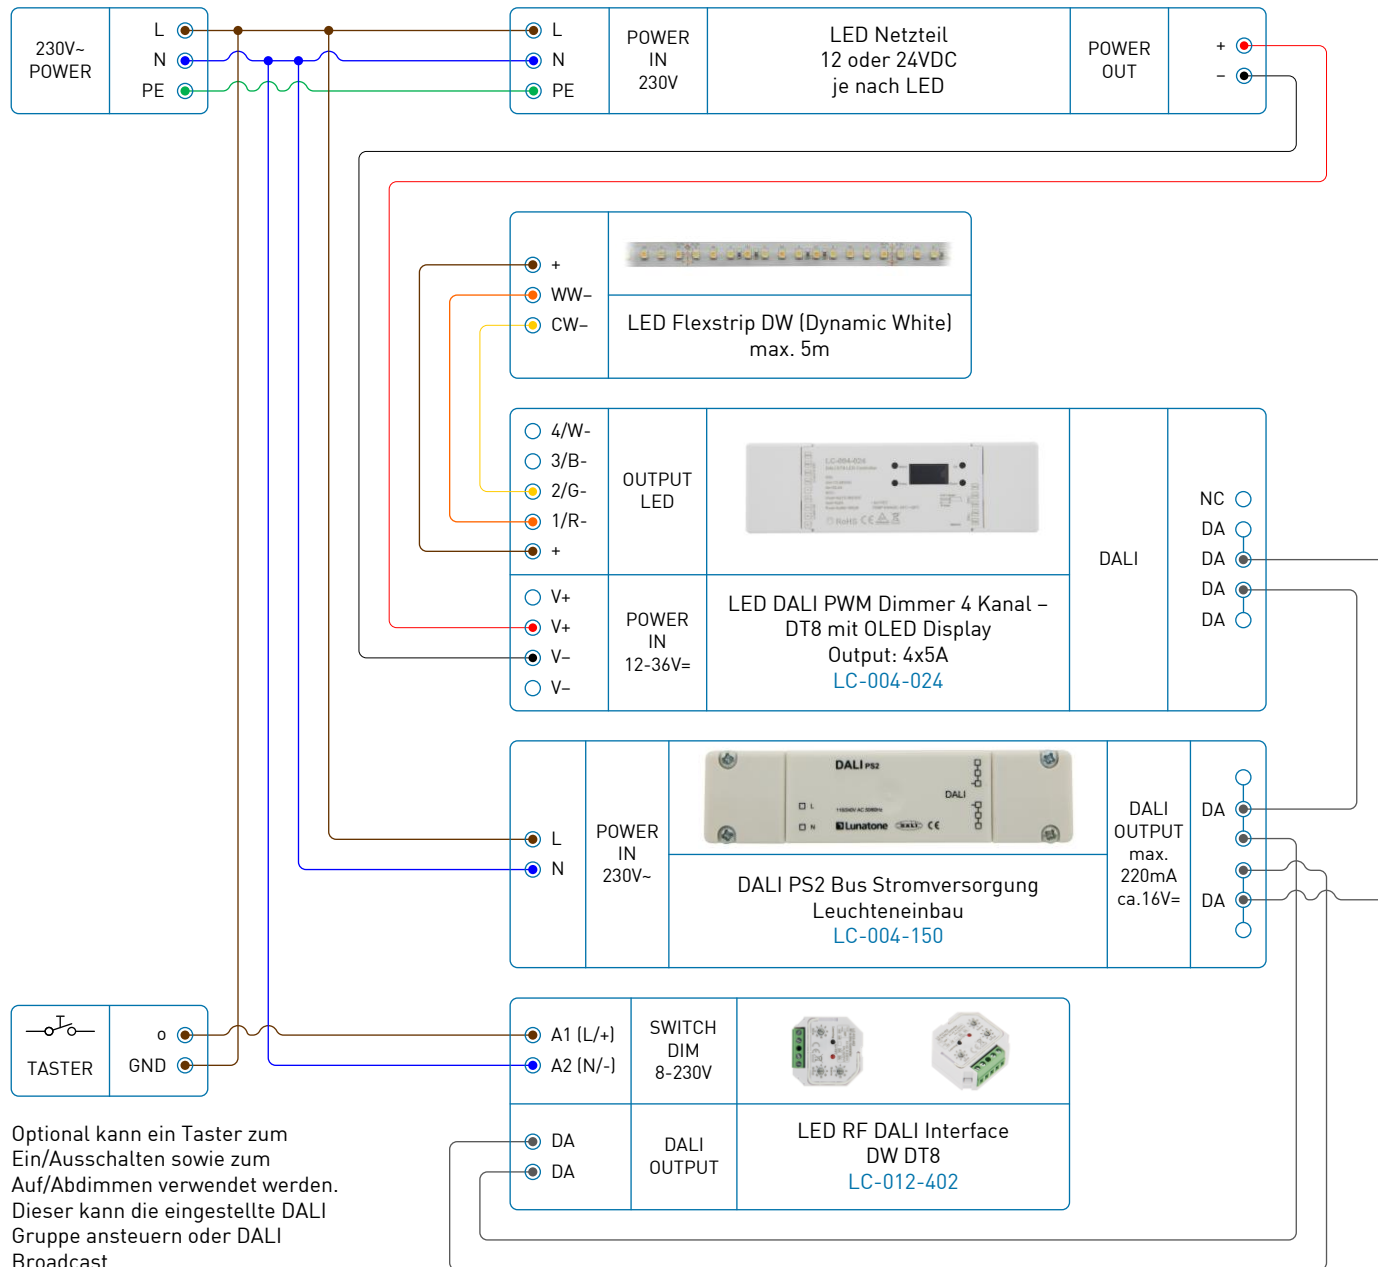 230V~
POWER
L
N
PE
L
N
PE
POWER
IN
230V
LED Netzteil
12 oder 24VDC
je nach LED
POWER
OUT
+
–
+
WW–
CW–
LED Flexstrip DW (Dynamic White)
max. 5m
4/W-
3/B-
2/G-
1/R-
+
OUTPUT
LED
LC-004-024
RoHS
V+
V+
V–
V–
POWER
IN
12-36V=
LED DALI PWM Dimmer 4 Kanal –
DT8 mit OLED Display
Output: 4x5A
LC-004-024
DALI
NC
DA
DA
DA
DA
L
N
POWER
IN
230V~
DALI PS2
DALI
L
N
Lunatone
DALI PS2 Bus Stromversorgung
Leuchteneinbau
LC-004-150
DALI
OUTPUT
max.
220mA
ca.16V=
DA
DA
TASTER
o
GND
A1 (L/+)
A2 (N/-)
SWITCH
DIM
8-230V
DA
DA
DALI
OUTPUT
LED RF DALI Interface
DW DT8
LC-012-402
Optional kann ein Taster zum
Ein/Ausschalten sowie zum
Auf/Abdimmen verwendet werden.
Dieser kann die eingestellte DALI
Gruppe ansteuern oder DALI
Broadcast